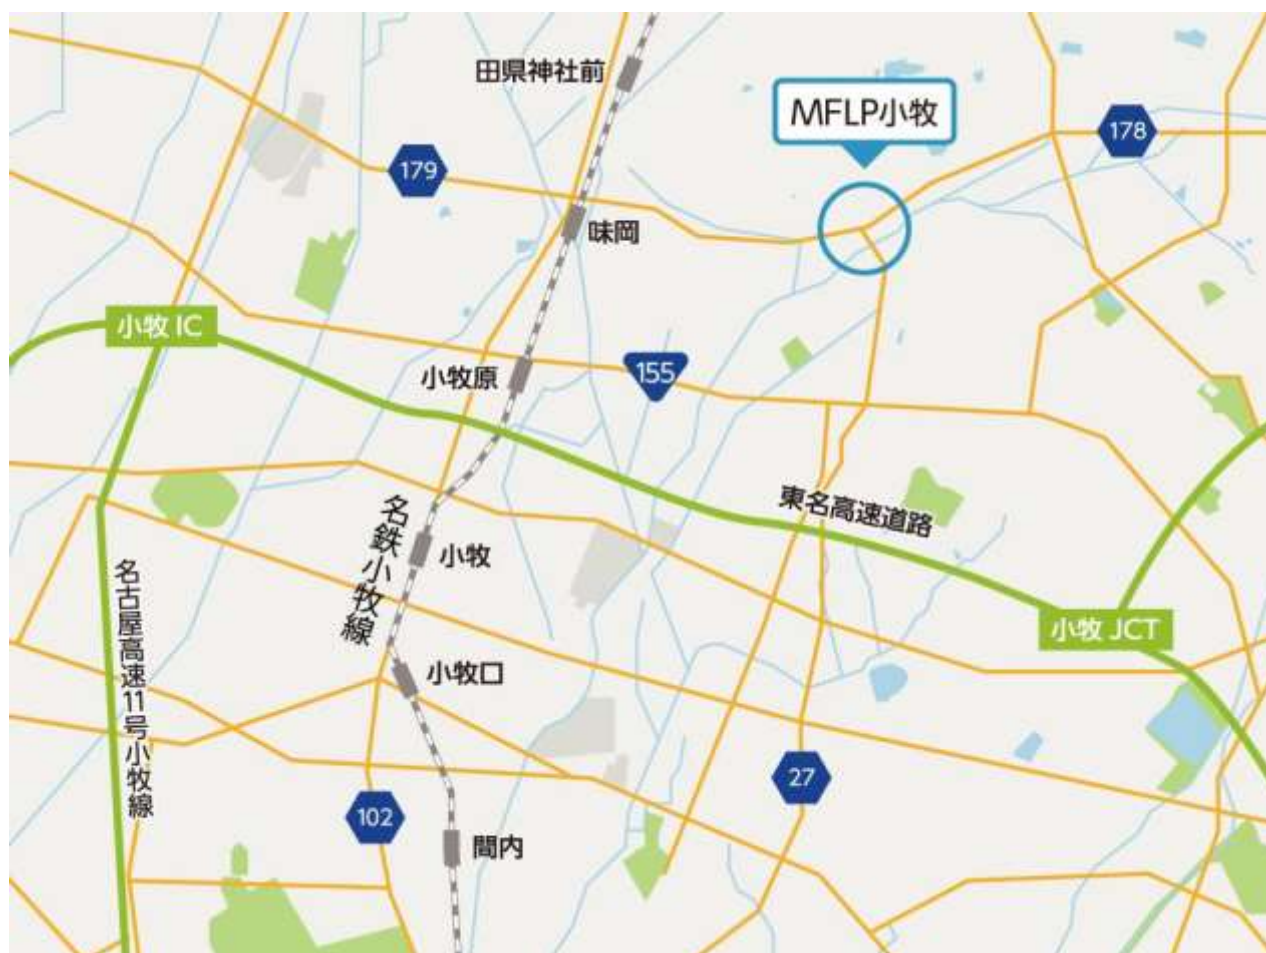 田県神社前
MFLP小牧
178
179
味岡
小牧 IC
小牧原
155
東名高速道路
名鉄小牧線
小牧
名古屋高速11号小牧線
小牧 JCT
小牧口
27
102
間内